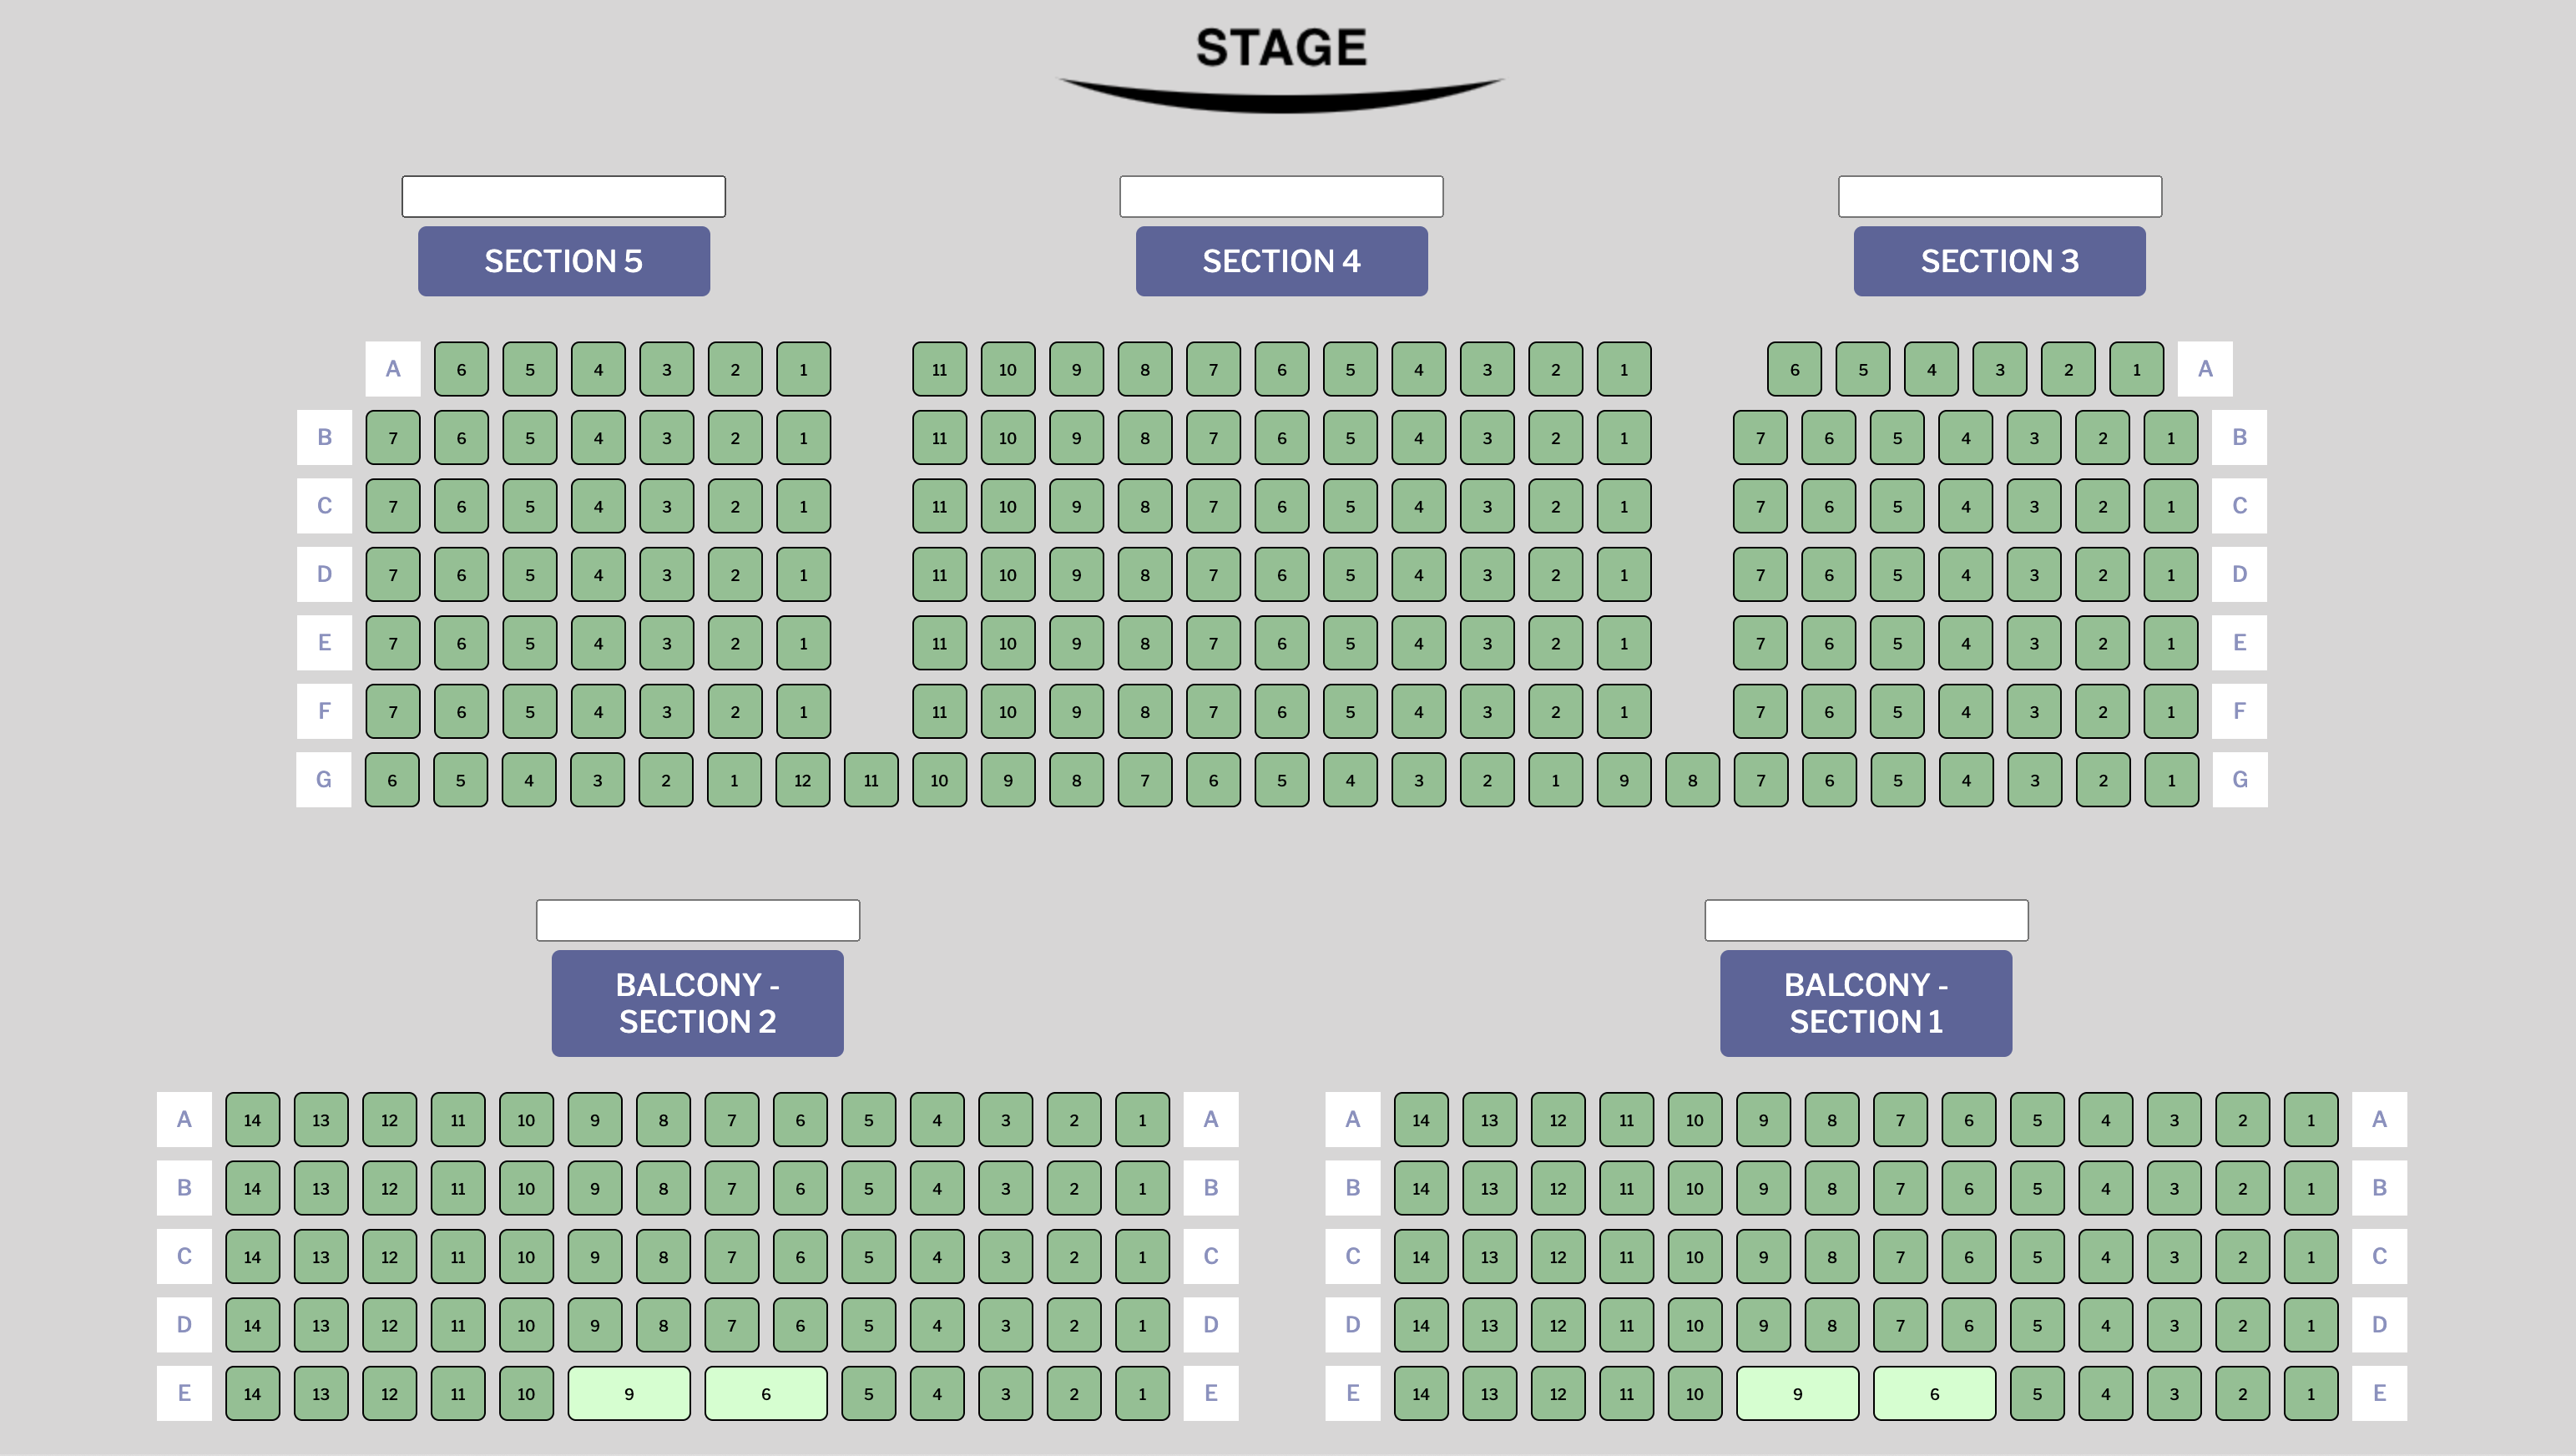 STAGE
SECTION 5 SECTION 4 SECTION 3
A 6 5 4 3 2 1 11 10 9 8 7 6 5 4 3 2 1 6 5 4 3 2 1 A
B 7 6 5 4 3 2 1 11 10 9 8 7 6 5 4 3 2 1 7 6 5 4 3 2 1 B
C 7 6 5 4 3 2 1 11 10 9 8 7 6 5 4 3 2 1 7 6 5 4 3 2 1 C
D 7 6 5 4 3 2 1 11 10 9 8 7 6 5 4 3 2 1 7 6 5 4 3 2 1 D
E 7 6 5 4 3 2 1 11 10 9 8 7 6 5 4 3 2 1 7 6 5 4 3 2 1 E
F 7 6 5 4 3 2 1 11 10 9 8 7 6 5 4 3 2 1 7 6 5 4 3 2 1 F
G 6 5 4 3 2 1 12 11 10 9 8 7 6 5 4 3 2 1 9 8 7 6 5 4 3 2 1 G
BALCONY -
SECTION 2
BALCONY -
SECTION 1
A 14 13 12 11 10 9 8 7 6 5 4 3 2 1 A A 14 13 12 11 10 9 8 7 6 5 4 3 2 1 A
B 14 13 12 11 10 9 8 7 6 5 4 3 2 1 B B 14 13 12 11 10 9 8 7 6 5 4 3 2 1 B
C 14 13 12 11 10 9 8 7 6 5 4 3 2 1 C C 14 13 12 11 10 9 8 7 6 5 4 3 2 1 C
D 14 13 12 11 10 9 8 7 6 5 4 3 2 1 D D 14 13 12 11 10 9 8 7 6 5 4 3 2 1 D
E 14 13 12 11 10 9 6 5 4 3 2 1 E E 14 13 12 11 10 9 6 5 4 3 2 1 E